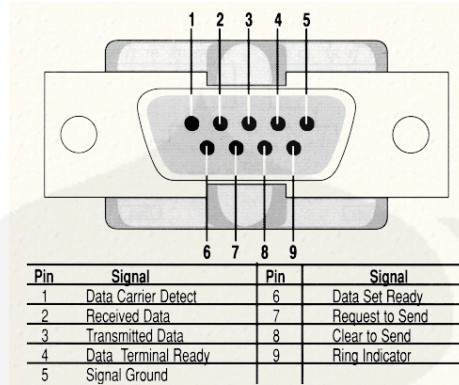 1 2 3 4 5
6 7 8 9
Pin Signal Pin Signal
1 Data Carrier Detect 6 Data Set Ready
2 Received Data 7 Request to Send
3 Transmitted Data 8 Clear to Send
4 Data Terminal Ready 9 Ring Indicator
5 Signal Ground